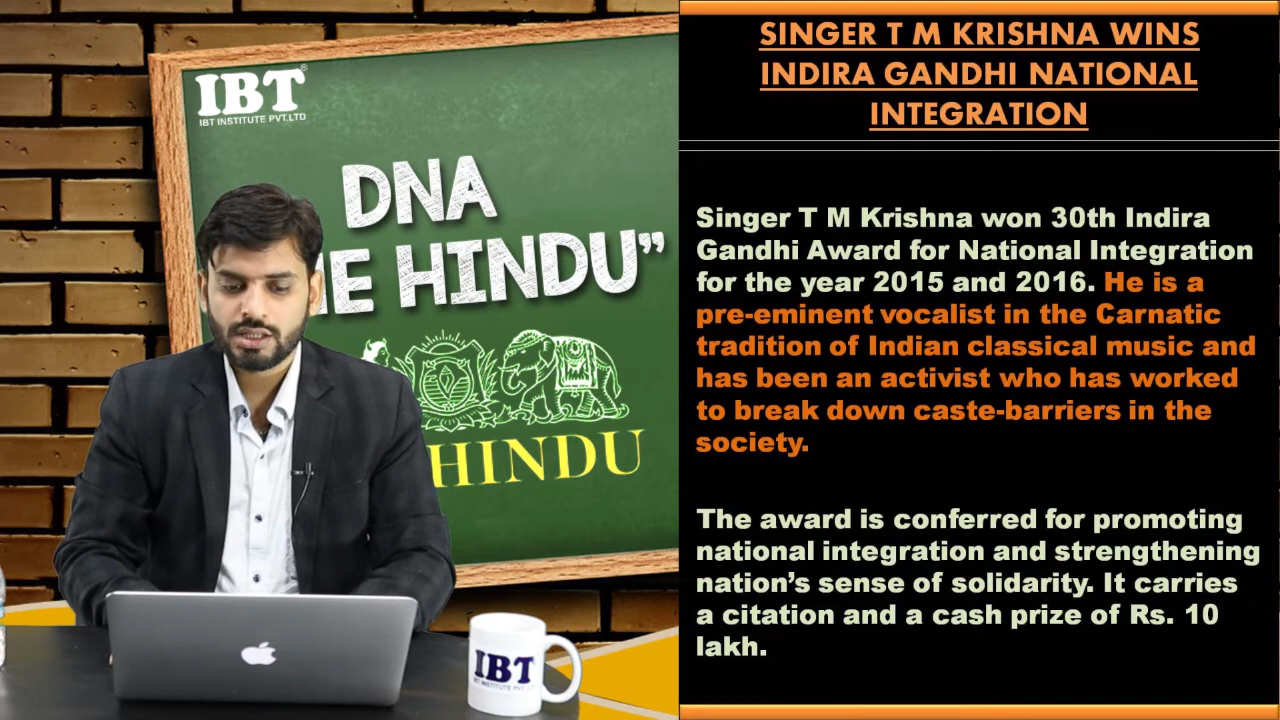 IBT
IBT INSTITUTE PVT.LTD
DNA
HINDU”
HINDU
IBT
SINGER T M KRISHNA WINS
INDIRA GANDHI NATIONAL
INTEGRATION
Singer T M Krishna won 30th Indira
Gandhi Award for National Integration
for the year 2015 and 2016. He is a
pre-eminent vocalist in the Carnatic
tradition of Indian classical music and
has been an activist who has worked
to break down caste-barriers in the
society.
The award is conferred for promoting
national integration and strengthening
nation’s sense of solidarity. It carries
a citation and a cash prize of Rs. 10
lakh.